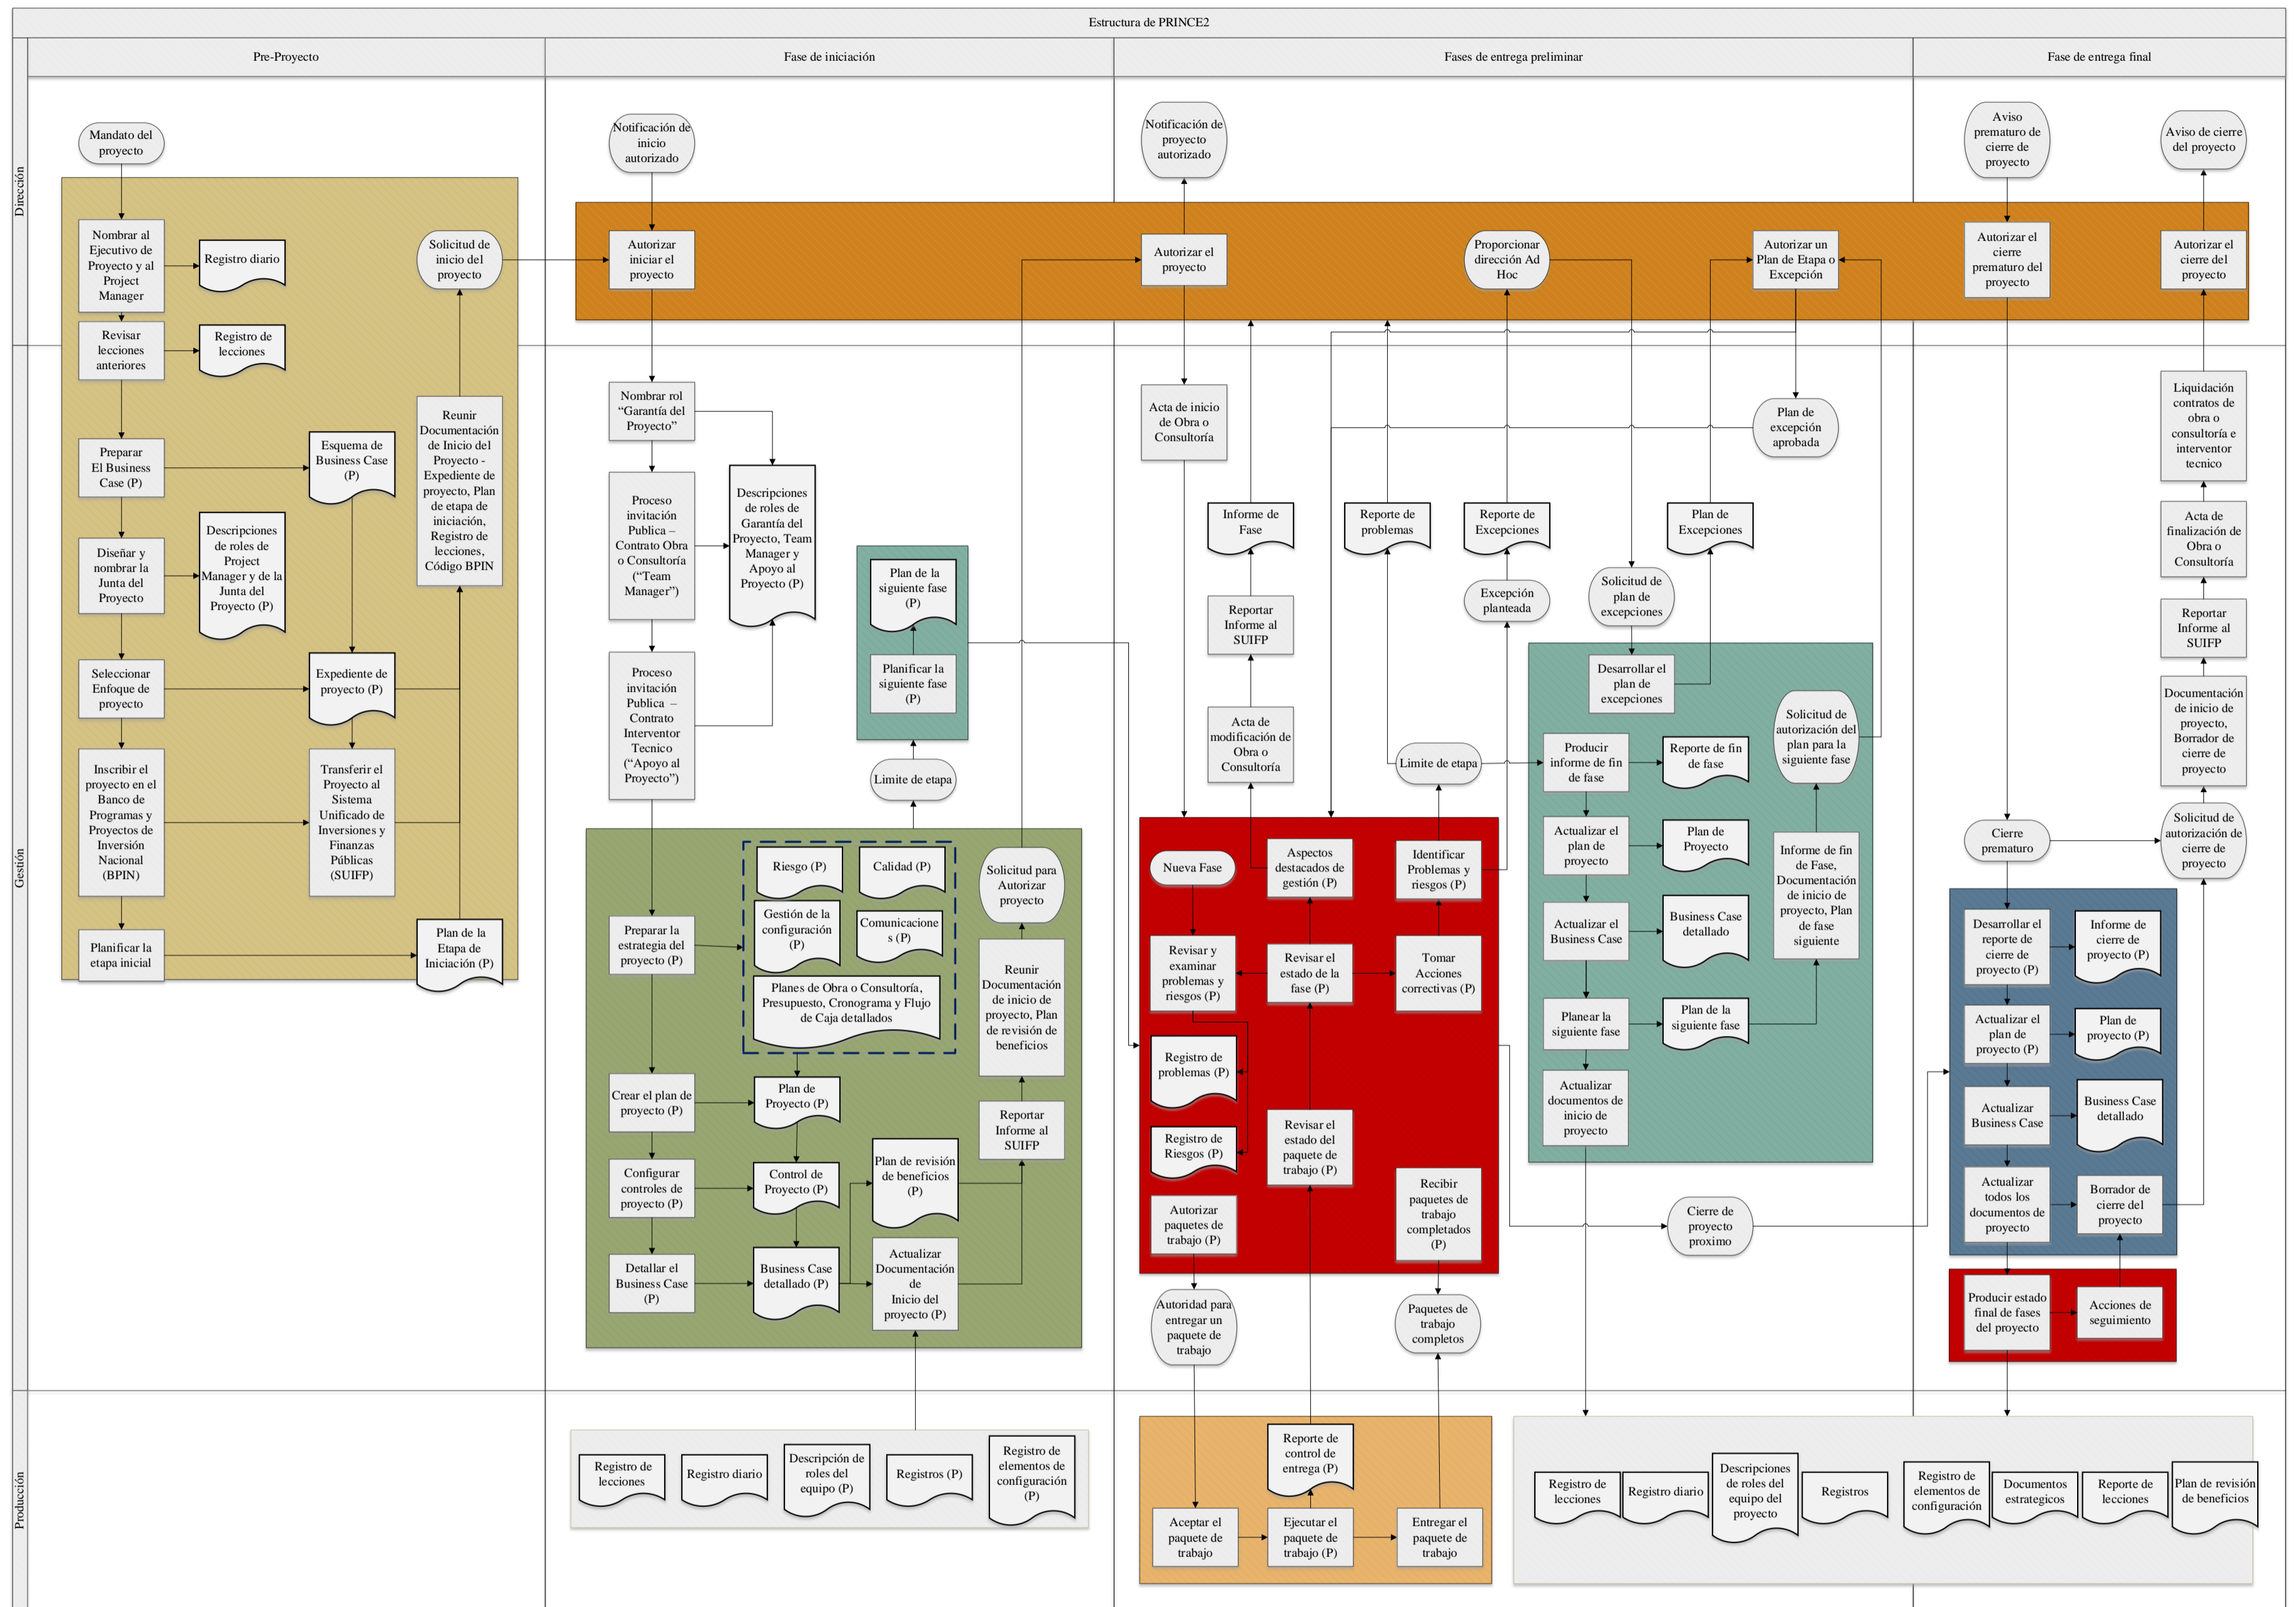 Estructura de PRINCE2
Pre-Proyecto
Fase de iniciación
Fases de entrega preliminar
Fase de entrega final
Dirección
Gestión
Producción
Mandato del
proyecto
Nombrar al
Ejecutivo de
Proyecto y al
Project
Manager
Registro diario
Solicitud de
inicio del
proyecto
Revisar
lecciones
anteriores
Registro de
lecciones
Preparar
El Business
Case (P)
Esquema de
Business Case
(P)
Reunir
Documentación
de Inicio del
Proyecto -
Expediente de
proyecto, Plan
de etapa de
iniciación,
Registro de
lecciones,
Código BPIN
Diseñar y
nombrar la
Junta del
Proyecto
Descripciones
de roles de
Project
Manager y de la
Junta del
Proyecto (P)
Seleccionar
Enfoque de
proyecto
Expediente de
proyecto (P)
Inscribir el
proyecto en el
Banco de
Programas y
Proyectos de
Inversión
Nacional
(BPIN)
Transferir el
Proyecto al
Sistema
Unificado de
Inversiones y
Finanzas
Públicas
(SUIFP)
Planificar la
etapa inicial
Plan de la
Etapa de
Iniciación (P)
Notificación de
inicio
autorizado
Autorizar
iniciar el
proyecto
Nombrar rol
“Garantía del
Proyecto”
Proceso
invitación
Publica –
Contrato Obra
o Consultoría
(“Team
Manager”)
Descripciones
de roles de
Garantía del
Proyecto, Team
Manager y
Apoyo al
Proyecto (P)
Proceso
invitación
Publica –
Contrato
Interventor
Tecnico
(“Apoyo al
Proyecto”)
Plan de la
siguiente fase
(P)
Planificar la
siguiente fase
(P)
Limite de etapa
Riesgo (P)
Calidad (P)
Gestión de la
configuración
(P)
Comunicacione
s (P)
Planes de Obra o Consultoría,
Presupuesto, Cronograma y Flujo
de Caja detallados
Solicitud para
Autorizar
proyecto
Preparar la
estrategia del
proyecto (P)
Reunir
Documentación
de inicio de
proyecto, Plan
de revisión de
beneficios
Crear el plan de
proyecto (P)
Plan de
Proyecto (P)
Reportar
Informe al
SUIFP
Configurar
controles de
proyecto (P)
Control de
Proyecto (P)
Plan de revisión
de beneficios
(P)
Detallar el
Business Case
(P)
Business Case
detallado (P)
Actualizar
Documentación
de
Inicio del
proyecto (P)
Registro de
lecciones
Registro diario
Descripción de
roles del
equipo (P)
Registros (P)
Registro de
elementos de
configuración
(P)
Notificación de
proyecto
autorizado
Autorizar el
proyecto
Proporcionar
dirección Ad
Hoc
Autorizar un
Plan de Etapa o
Excepción
Acta de inicio
de Obra o
Consultoría
Plan de
excepción
aprobada
Informe de
Fase
Reporte de
problemas
Reporte de
Excepciones
Plan de
Excepciones
Reportar
Informe al
SUIFP
Excepción
planteada
Solicitud de
plan de
excepciones
Acta de
modificación de
Obra o
Consultoría
Limite de etapa
Desarrollar el
plan de
excepciones
Producir
informe de fin
de fase
Reporte de fin
de fase
Solicitud de
autorización del
plan para la
siguiente fase
Actualizar el
plan de
proyecto
Plan de
Proyecto
Informe de fin
de Fase,
Documentación
de inicio de
proyecto, Plan
de fase
siguiente
Actualizar el
Business Case
Business Case
detallado
Planear la
siguiente fase
Plan de la
siguiente fase
Actualizar
documentos de
inicio de
proyecto
Nueva Fase
Aspectos
destacados de
gestión (P)
Identificar
Problemas y
riesgos (P)
Revisar y
examinar
problemas y
riesgos (P)
Revisar el
estado de la
fase (P)
Tomar
Acciones
correctivas (P)
Registro de
problemas (P)
Registro de
Riesgos (P)
Revisar el
estado del
paquete de
trabajo (P)
Autorizar
paquetes de
trabajo (P)
Recibir
paquetes de
trabajo
completados
(P)
Cierre de
proyecto
proximo
Autoridad para
entregar un
paquete de
trabajo
Paquetes de
trabajo
completos
Reporte de
control de
entrega (P)
Aceptar el
paquete de
trabajo
Ejecutar el
paquete de
trabajo (P)
Entregar el
paquete de
trabajo
Aviso
prematuro de
cierre de
proyecto
Aviso de cierre
del proyecto
Autorizar el
cierre
prematuro del
proyecto
Autorizar el
cierre del
proyecto
Liquidación
contratos de
obra o
consultoría e
interventor
tecnico
Acta de
finalización de
Obra o
Consultoría
Reportar
Informe al
SUIFP
Documentación
de inicio de
proyecto,
Borrador de
cierre de
proyecto
Cierre
prematuro
Solicitud de
autorización de
cierre de
proyecto
Desarrollar el
reporte de
cierre de
proyecto (P)
Informe de
cierre de
proyecto (P)
Actualizar el
plan de
proyecto (P)
Plan de
proyecto (P)
Actualizar
Business Case
Business Case
detallado
Actualizar
todos los
documentos de
proyecto
Borrador de
cierre del
proyecto
Producir estado
final de fases
del proyecto
Acciones de
seguimiento
Registro de
lecciones
Registro diario
Descripciones
de roles del
equipo del
proyecto
Registros
Registro de
elementos de
configuración
Documentos
estrategicos
Reporte de
lecciones
Plan de revisión
de beneficios